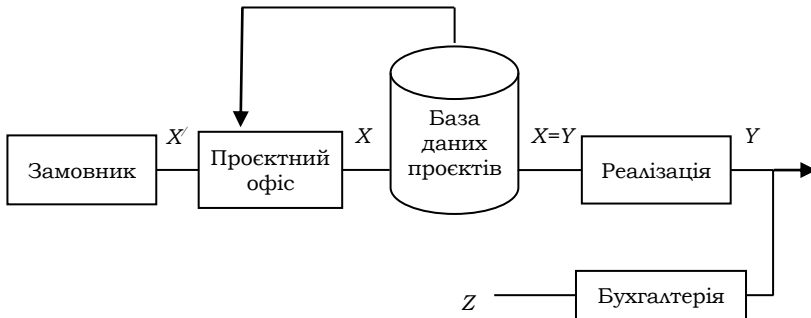 Замовник
X′
Проєктний
офіс
X
База
даних
проєктів
X=Y
Реалізація
Y
Z
Бухгалтерія